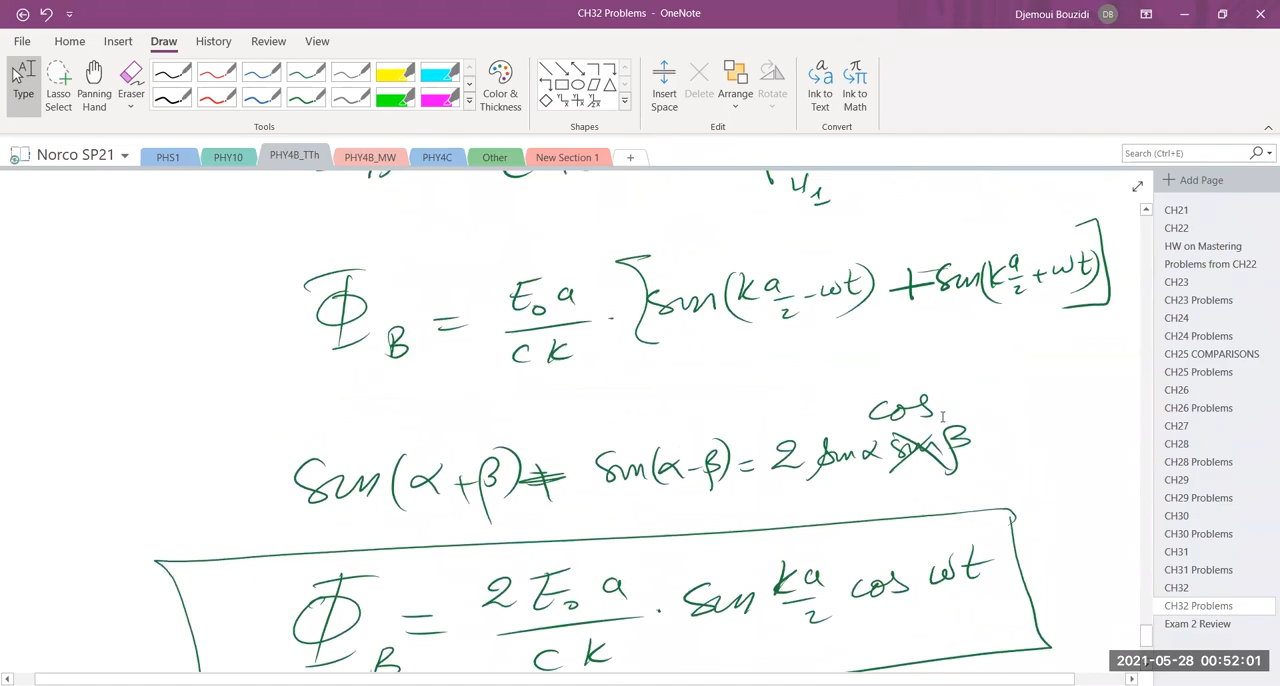 CH32 Problems - OneNote
Djemoui Bouzidi DB
File Home Insert Draw History Review View
Type Lasso Select Panning Hand Eraser Color & Thickness Insert Space Delete Arrange Rotate Ink to Text Ink to Math
Tools Shapes Edit Convert
Norco SP21 PHS1 PHY10 PHY4B_TTh PHY4B_MW PHY4C Other New Section 1 + Search (Ctrl+E)
Add Page
CH21
CH22
HW on Mastering
Problems from CH22
CH23
CH23 Problems
CH24
CH24 Problems
CH25 COMPARISONS
CH25 Problems
CH26
CH26 Problems
CH27
CH28
CH28 Problems
CH29
CH29 Problems
CH30
CH30 Problems
CH31
CH31 Problems
CH32
CH32 Problems
Exam 2 Review
Φ_B = E₀ a / c k · [sin(k a/2 - ωt) + sin(k a/2 + ωt)]
cos
sin(α + β) + sin(α - β) = 2 sin α sin β
Φ_B = 2 E₀ a / c k · sin ka/2 cos ωt
2021-05-28 00:52:01